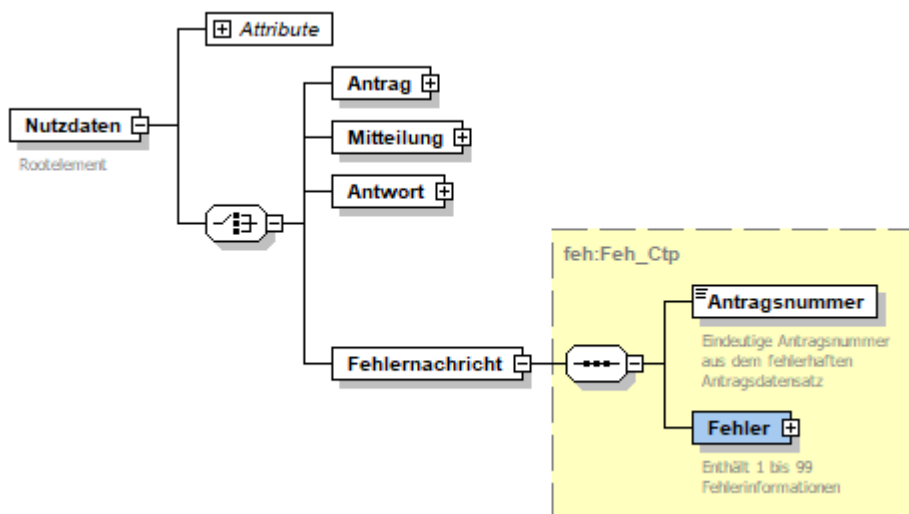 Attribute
Antrag
Nutzdaten
Mitteilung
Rootelement
Antwort
feh:Feh_Ctp
Antragsnummer
Eindeutige Antragsnummer
aus dem fehlerhaften
Antragsdatensatz
Fehlernachricht
Fehler
Enthält 1 bis 99
Fehlerinformationen